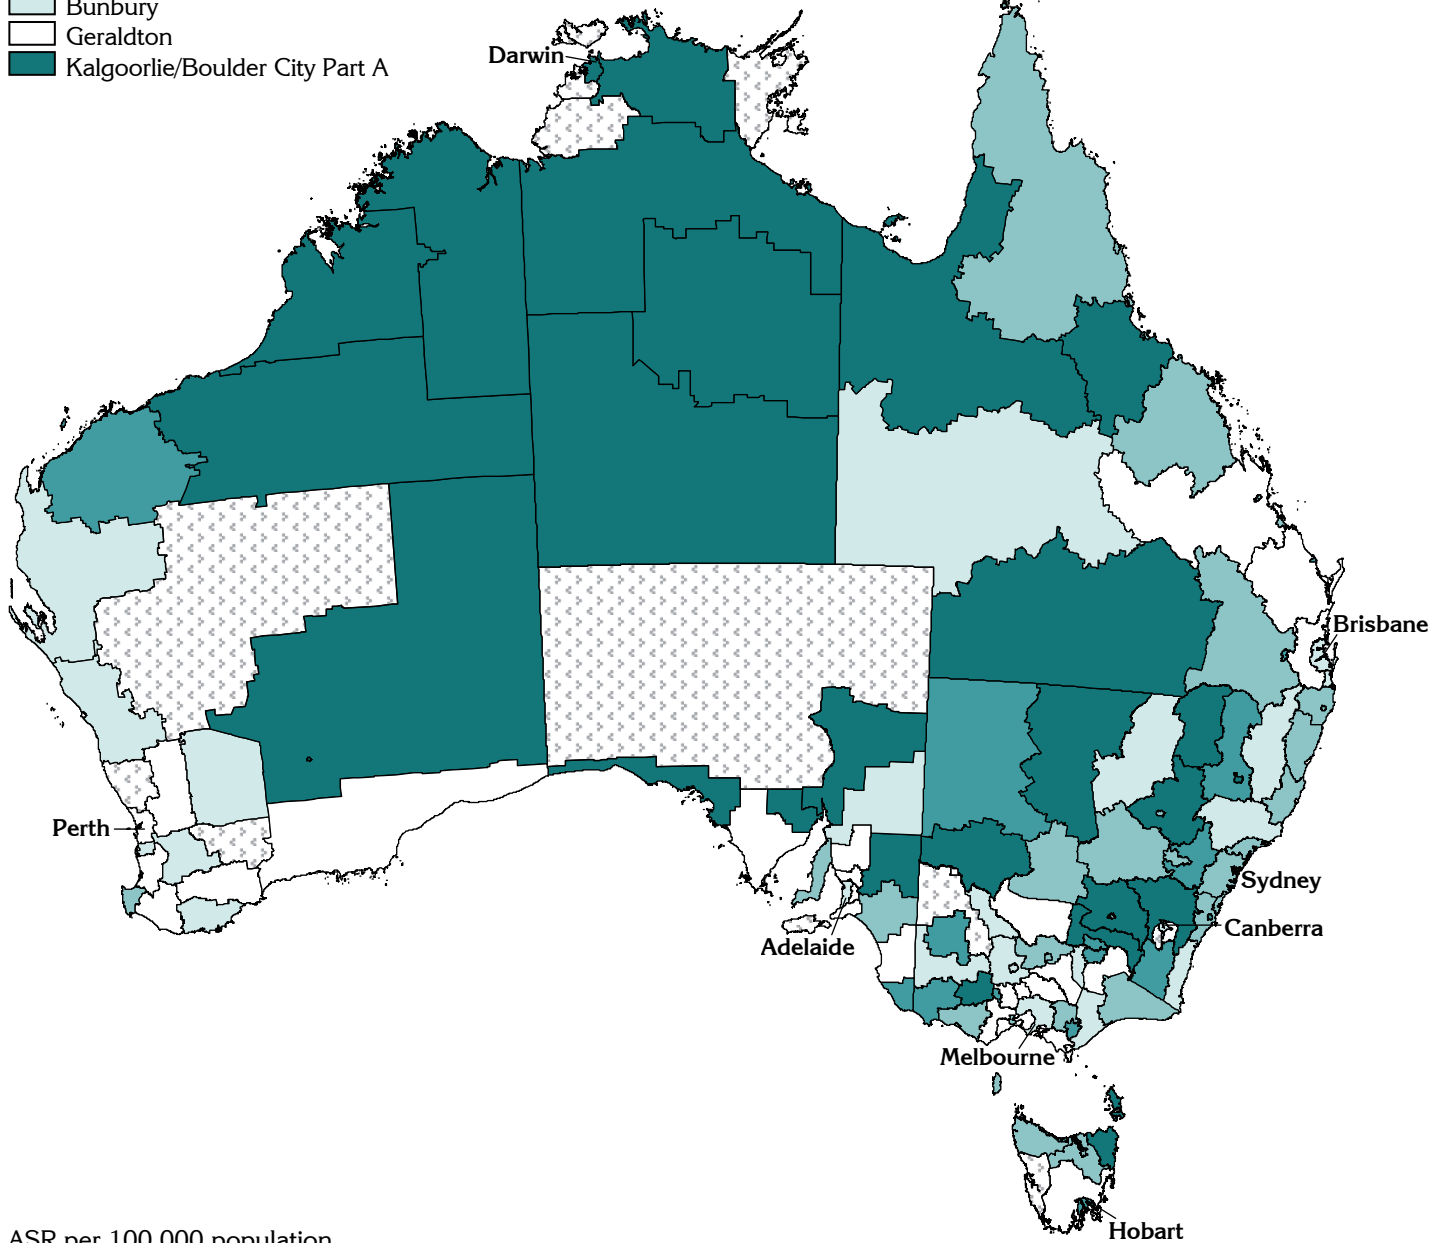 Bunbury
Geraldton
Kalgoorlie/Boulder City Part A
Darwin
Brisbane
Perth
Sydney
Canberra
Adelaide
Melbourne
Hobart
ASR per 100,000 population